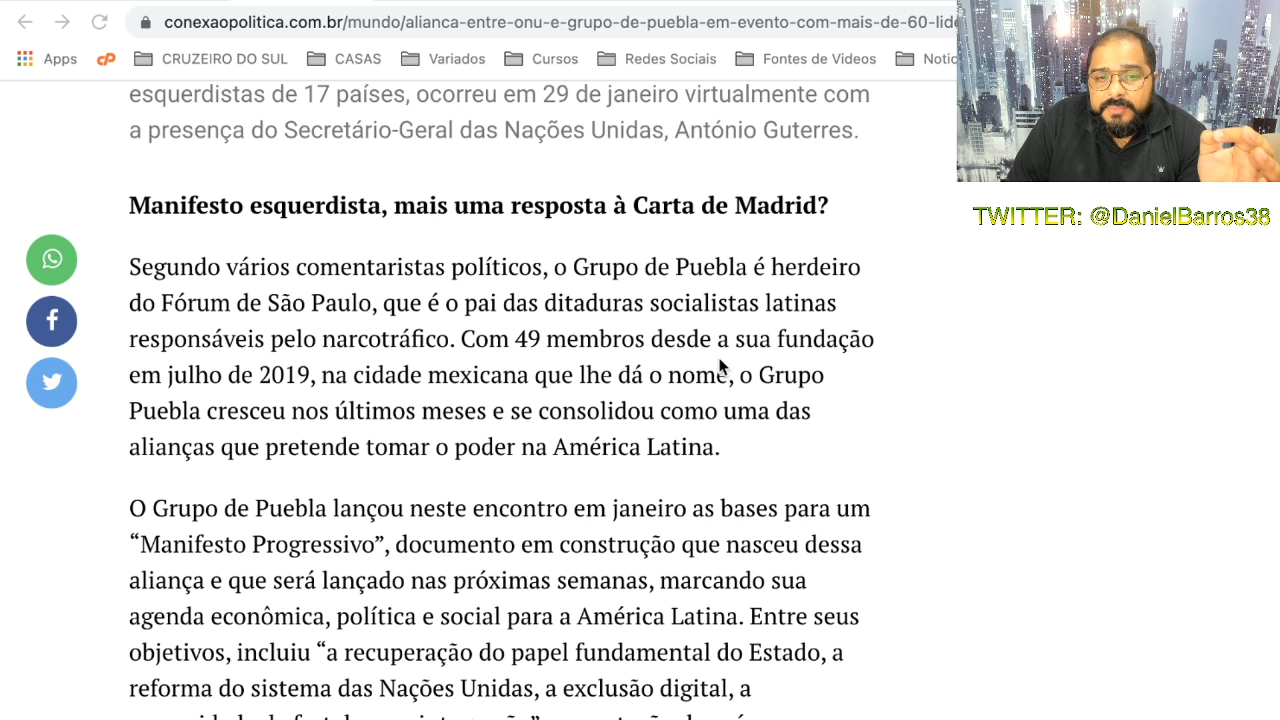 conexaopolitica.com.br/mundo/alianca-entre-onu-e-grupo-de-puebla-em-evento-com-mais-de-60-lide
Apps CRUZEIRO DO SUL CASAS Variados Cursos Redes Sociais Fontes de Videos Notic
esquerdistas de 17 países, ocorreu em 29 de janeiro virtualmente com
a presença do Secretário-Geral das Nações Unidas, António Guterres.
TWITTER: @DanielBarros38
Manifesto esquerdista, mais uma resposta à Carta de Madrid?
Segundo vários comentaristas políticos, o Grupo de Puebla é herdeiro
do Fórum de São Paulo, que é o pai das ditaduras socialistas latinas
responsáveis pelo narcotráfico. Com 49 membros desde a sua fundação
em julho de 2019, na cidade mexicana que lhe dá o nome, o Grupo
Puebla cresceu nos últimos meses e se consolidou como uma das
alianças que pretende tomar o poder na América Latina.
O Grupo de Puebla lançou neste encontro em janeiro as bases para um
“Manifesto Progressivo”, documento em construção que nasceu dessa
aliança e que será lançado nas próximas semanas, marcando sua
agenda econômica, política e social para a América Latina. Entre seus
objetivos, incluiu “a recuperação do papel fundamental do Estado, a
reforma do sistema das Nações Unidas, a exclusão digital, a